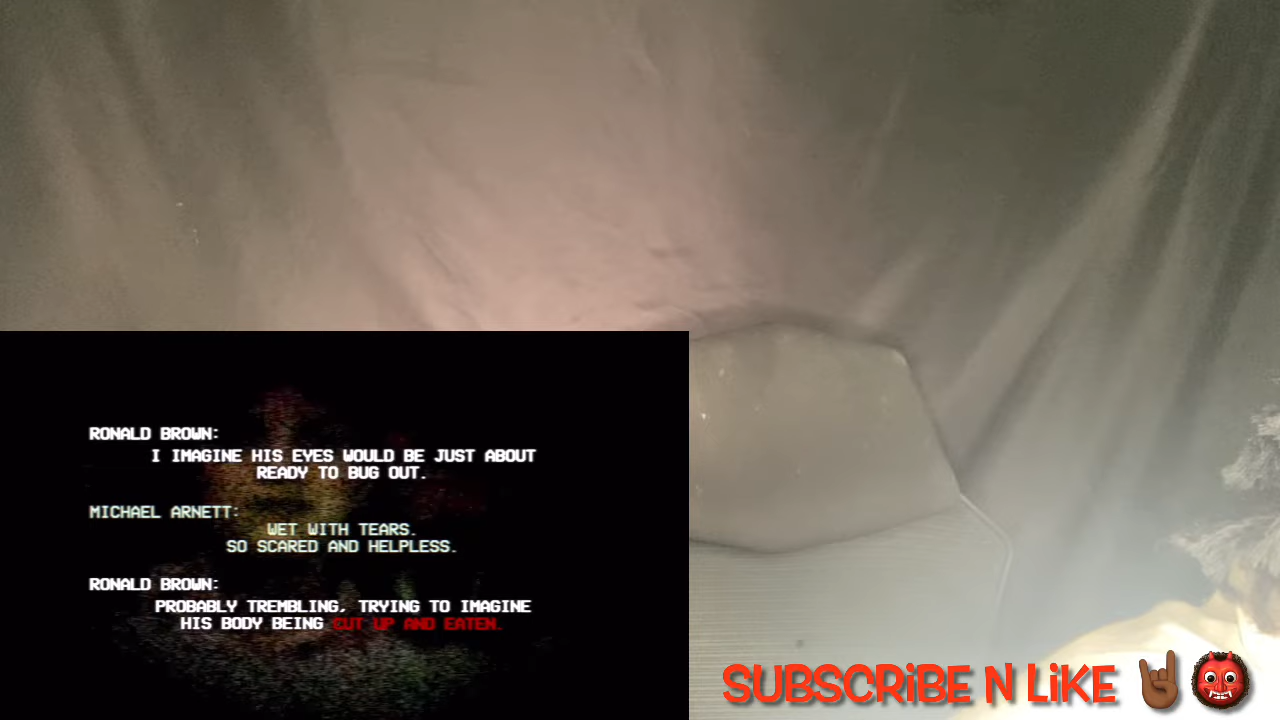 RONALD BROWN:
I IMAGINE HIS EYES WOULD BE JUST ABOUT
READY TO BUG OUT.
MICHAEL ARNETT:
WET WITH TEARS.
SO SCARED AND HELPLESS.
RONALD BROWN:
PROBABLY TREMBLING, TRYING TO IMAGINE
HIS BODY BEING CUT UP AND EATEN.
SUBSCRiBE N LiKE